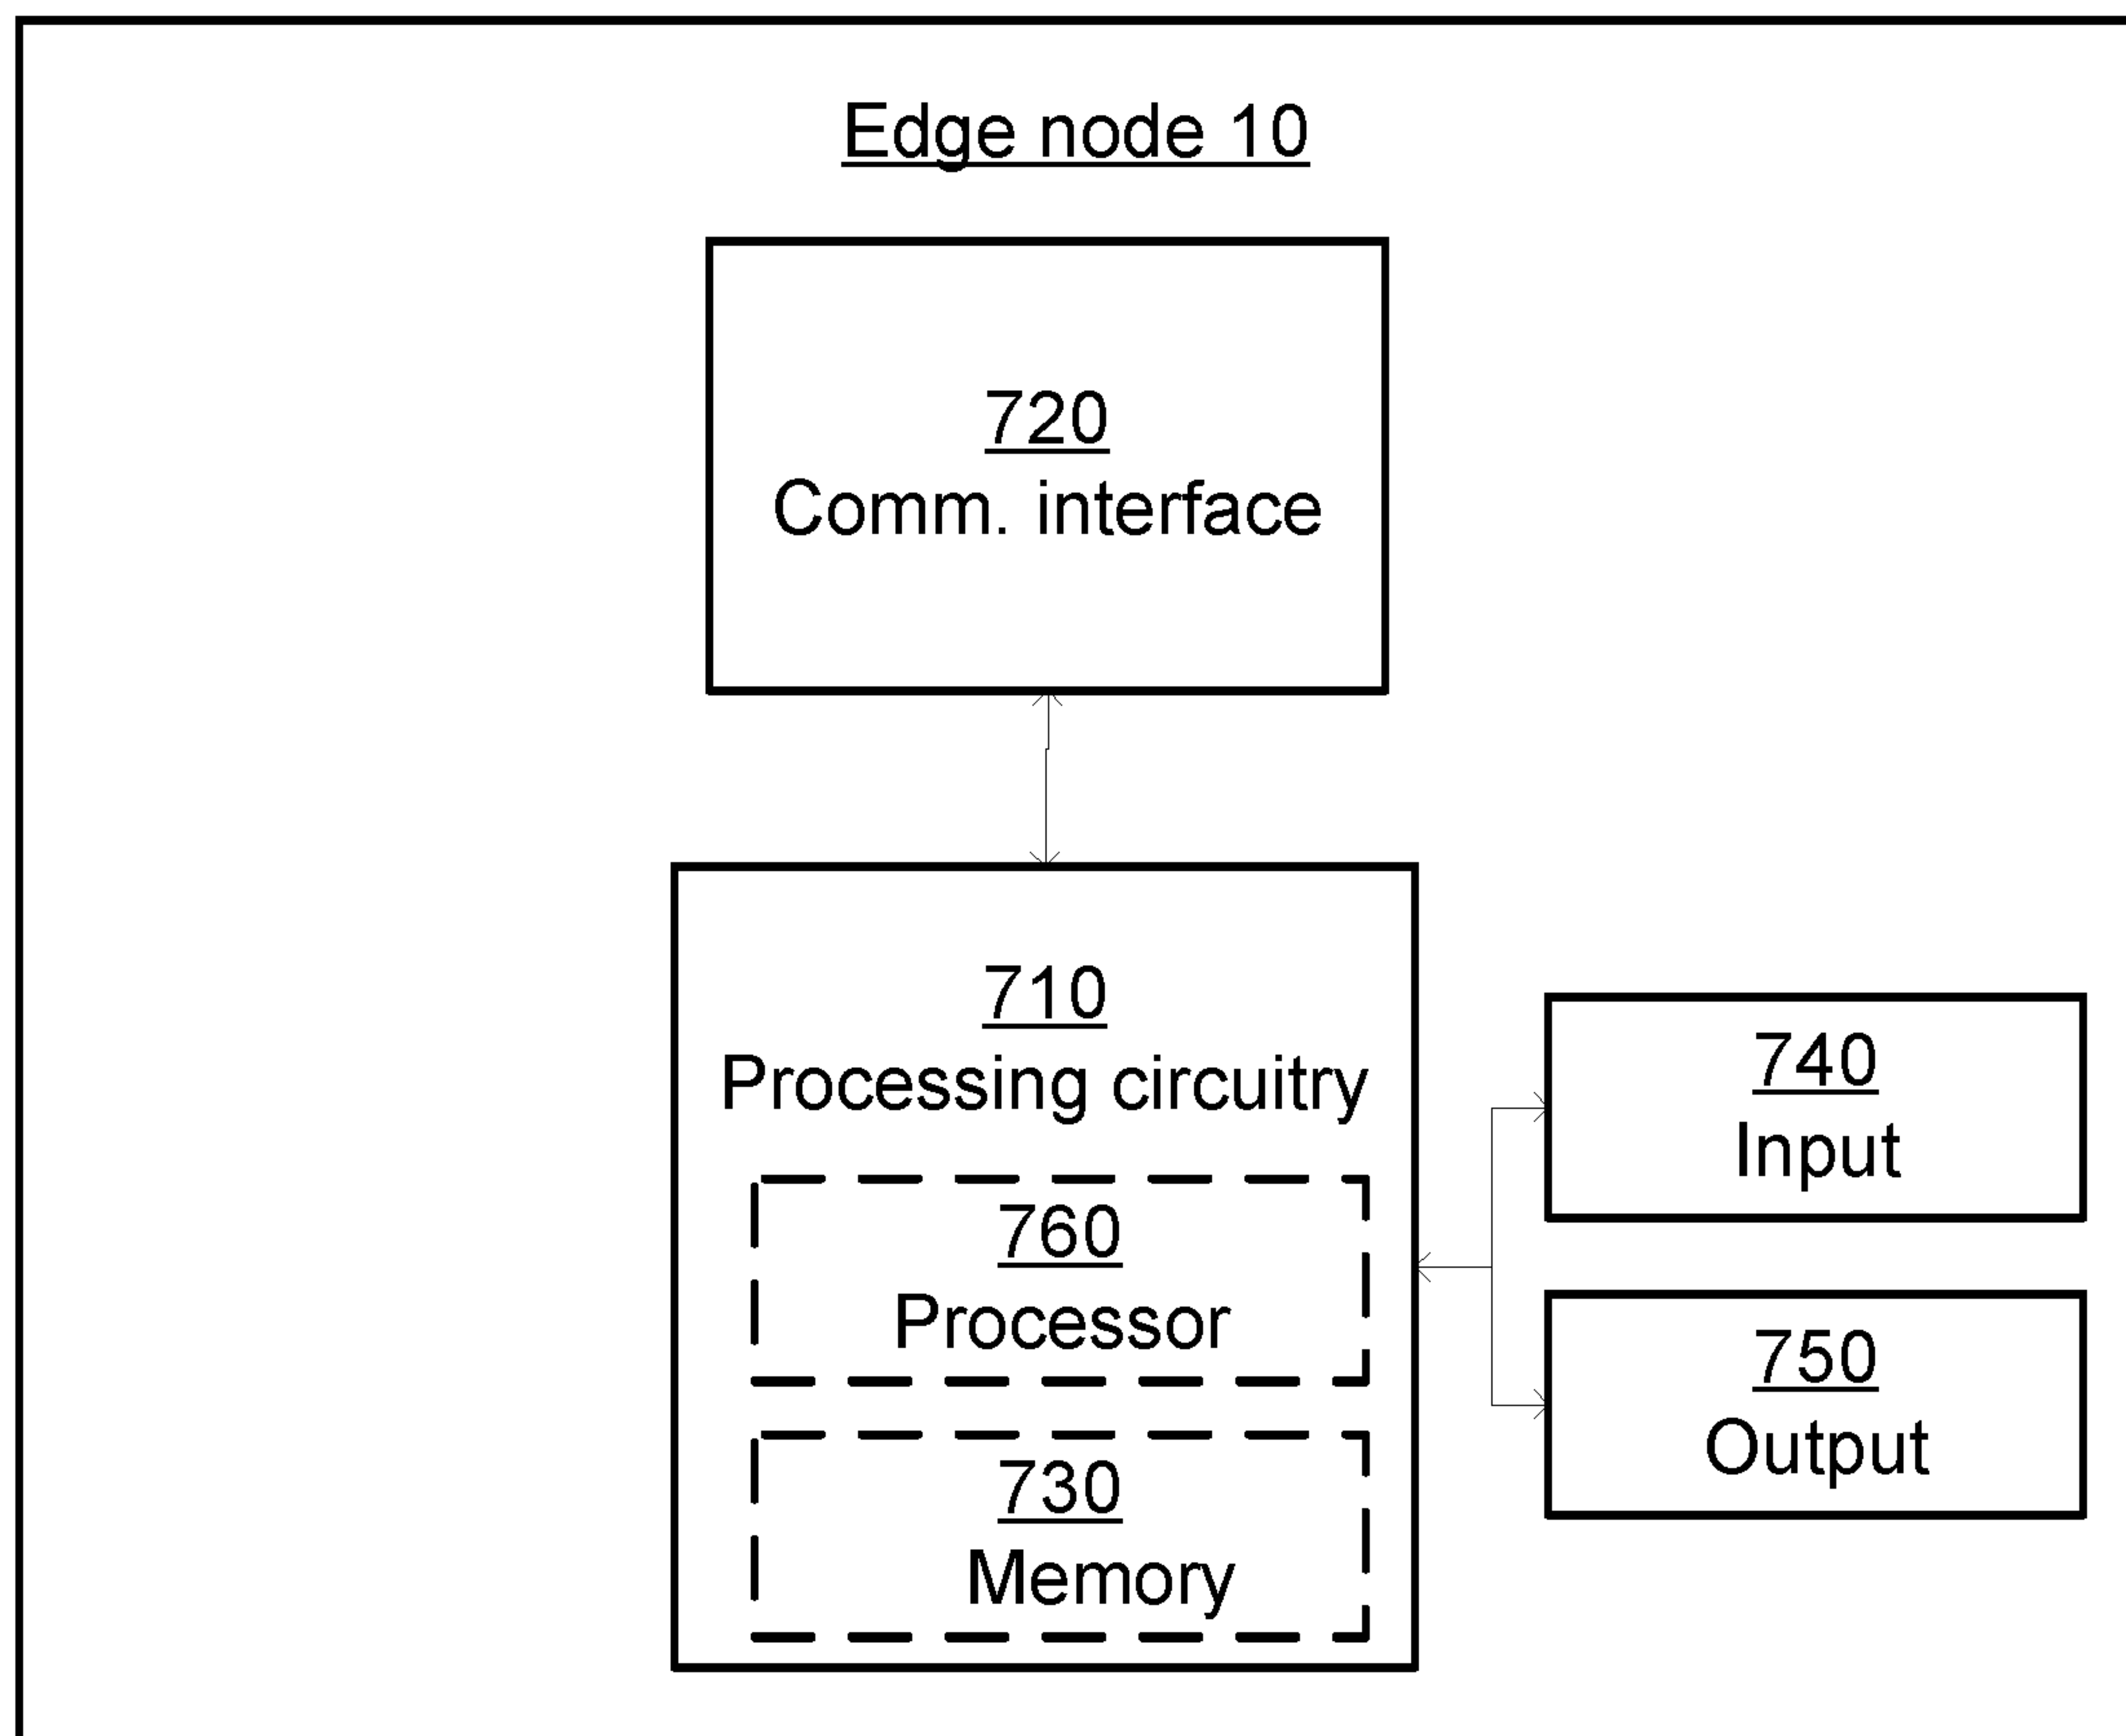 Edge node 10
720
Comm. interface
710
Processing circuitry
760
Processor
730
Memory
740
Input
750
Output